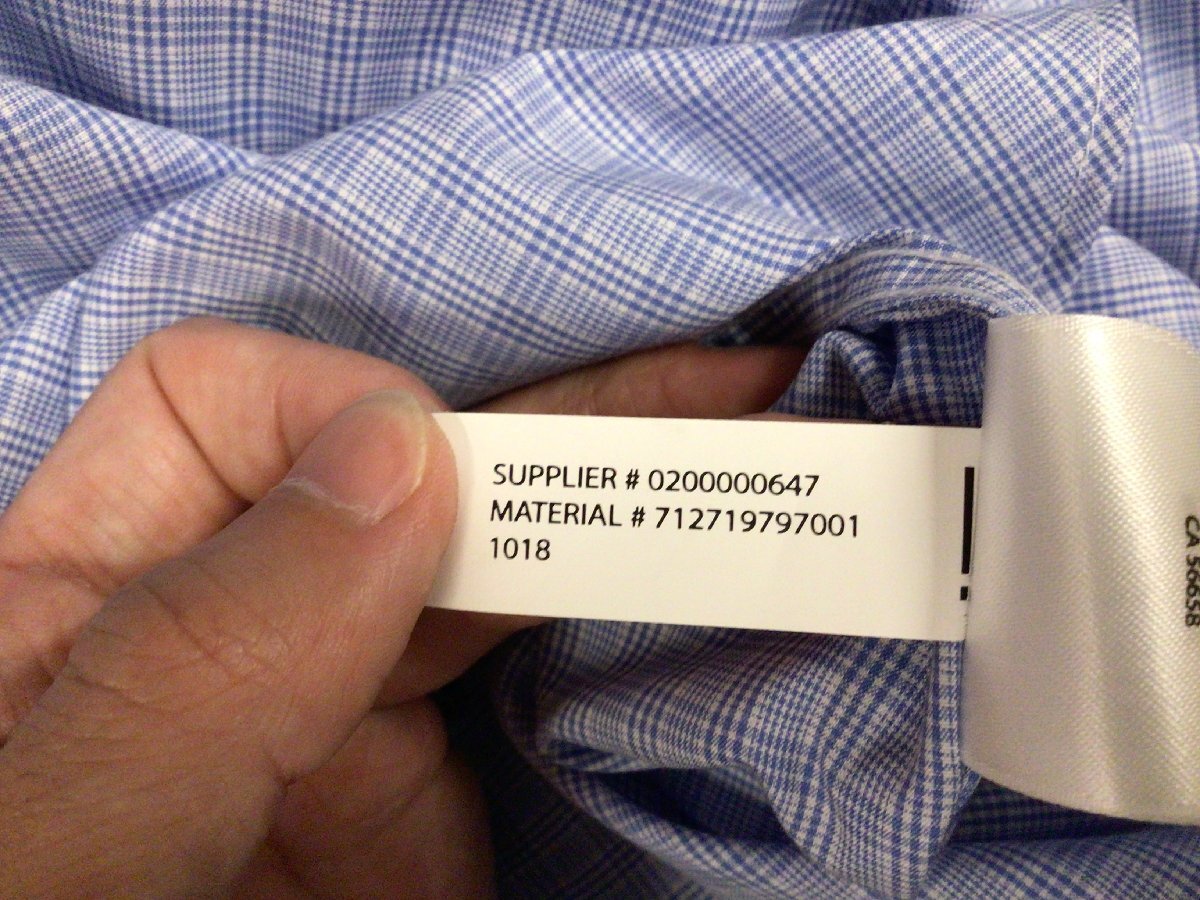 SUPPLIER # 0200000647
MATERIAL # 712719797001
1018
CA 56658